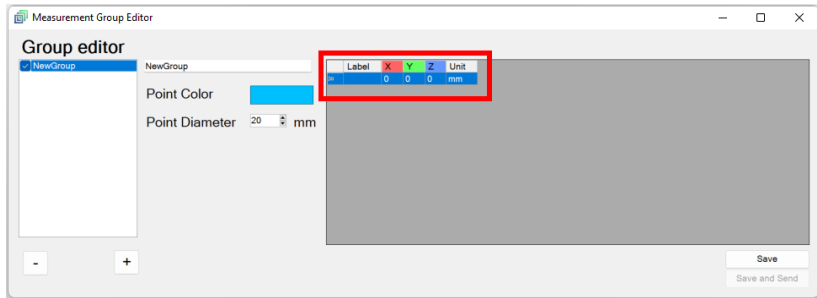 Measurement Group Editor
Group editor
NewGroup
NewGroup
Point Color
Point Diameter 20 mm
Label X Y Z Unit
0 0 0 mm
- +
Save
Save and Send